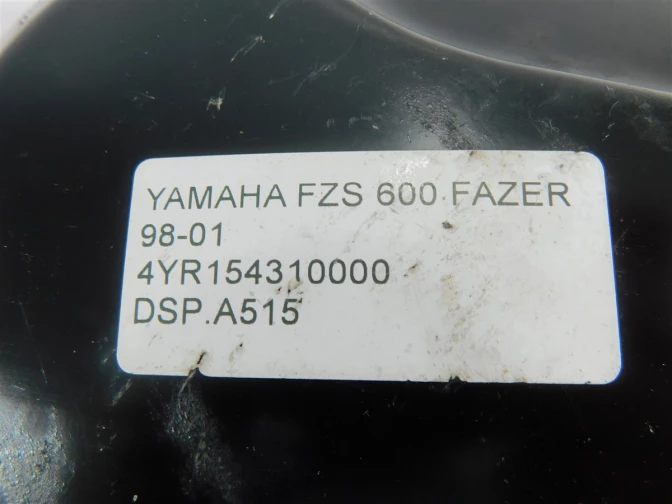 YAMAHA FZS 600 FAZER
98-01
4YR154310000
DSP.A515